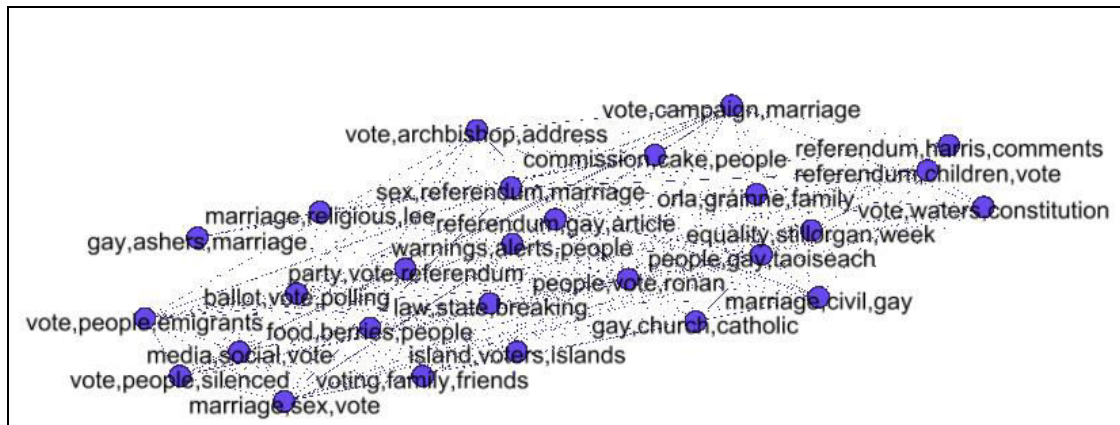 vote,campaign,marriage
vote,archbishop,address
referendum,harris,comments
commission,cake,people
referendum,children,vote
sex,referendum,marriage
orla,gráinne,family
vote,waters,constitution
marriage,religious,lee
referendum,gay,article
equality,stillorgan,week
gay,ashers,marriage
warnings,alerts,people
people,gay,taoiseach
party,vote,referendum
people,vote,ronan
ballot,vote,polling
law,state,breaking
marriage,civil,gay
vote,people,emigrants
food,berries,people
gay,church,catholic
media,social,vote
island,voters,islands
vote,people,silenced
voting,family,friends
marriage,sex,vote